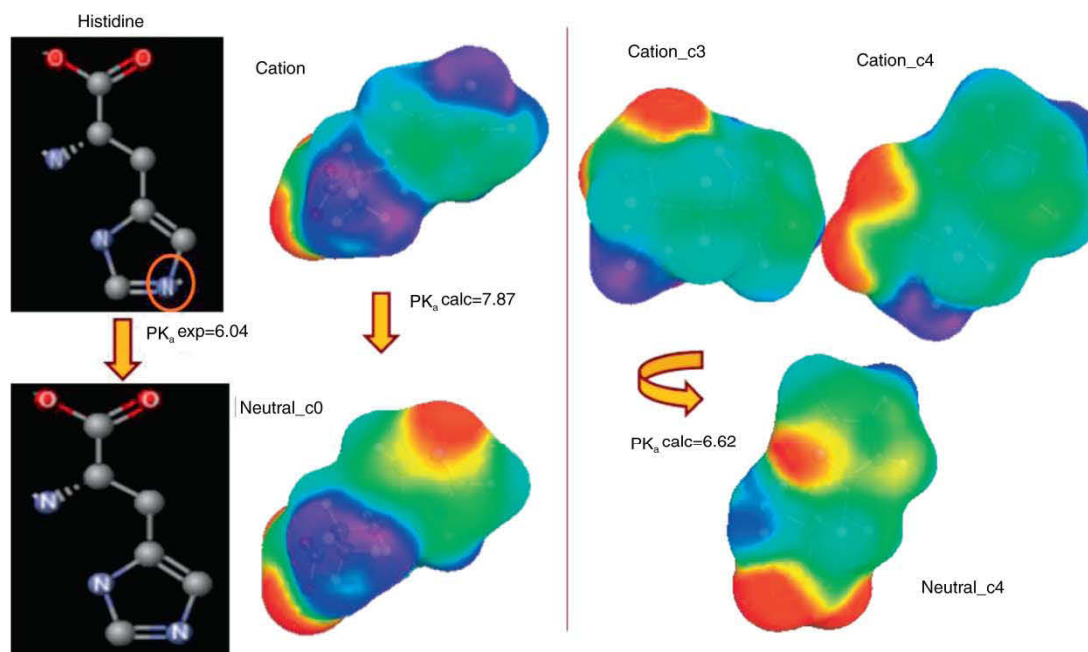 Histidine
O
O
N
N
N+
PKa exp=6.04
O
O
N
N
N
Cation
PKa calc=7.87
Neutral_c0
Cation_c3
Cation_c4
PKa calc=6.62
Neutral_c4